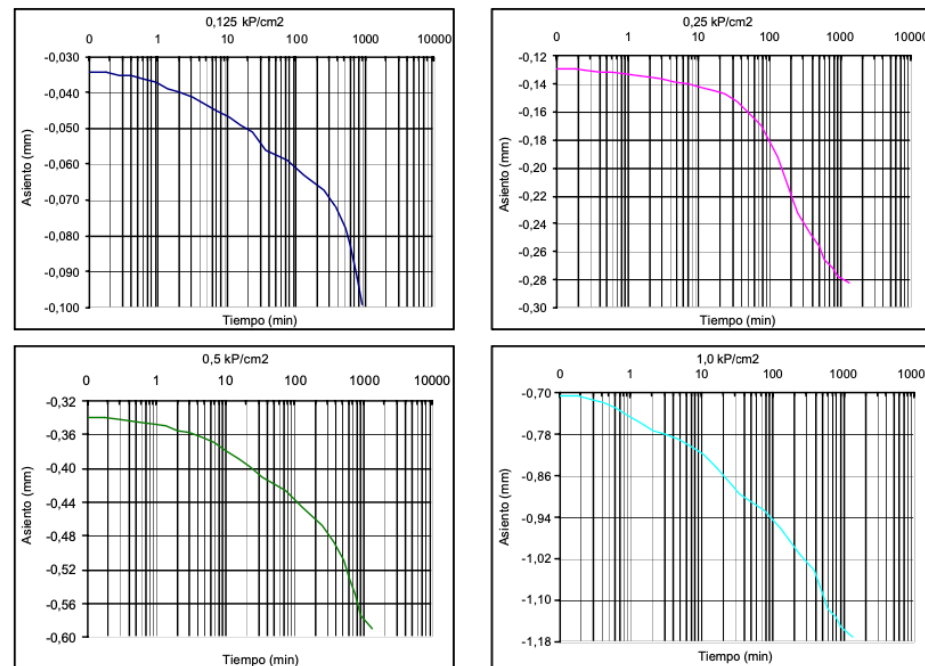 0,125 kP/cm2
0 1 10 100 1000 10000
-0,030
-0,040
-0,050
-0,060
-0,070
-0,080
-0,090
-0,100
Asiento (mm)
Tiempo (min)
0,25 kP/cm2
0 1 10 100 1000 10000
-0,12
-0,14
-0,16
-0,18
-0,20
-0,22
-0,24
-0,26
-0,28
-0,30
Asiento (mm)
Tiempo (min)
0,5 kP/cm2
0 1 10 100 1000 10000
-0,32
-0,36
-0,40
-0,44
-0,48
-0,52
-0,56
-0,60
Asiento (mm)
Tiempo (min)
1,0 kP/cm2
0 1 10 100 1000 10000
-0,70
-0,78
-0,86
-0,94
-1,02
-1,10
-1,18
Asiento (mm)
Tiempo (min)